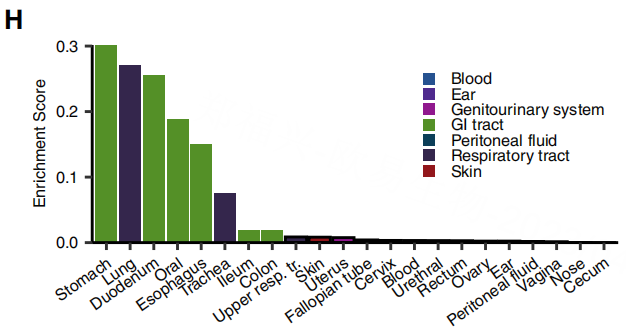 H
Enrichment Score
0.3
0.2
0.1
0.0
Blood
Ear
Genitourinary system
GI tract
Peritoneal fluid
Respiratory tract
Skin
Stomach
Lung
Duodenum
Oral
Esophagus
Trachea
Ileum
Colon
Upper resp. tr.
Skin
Uterus
Fallopian tube
Cervix
Blood
Urethral
Rectum
Ovary
Ear
Peritoneal fluid
Vagina
Nose
Cecum